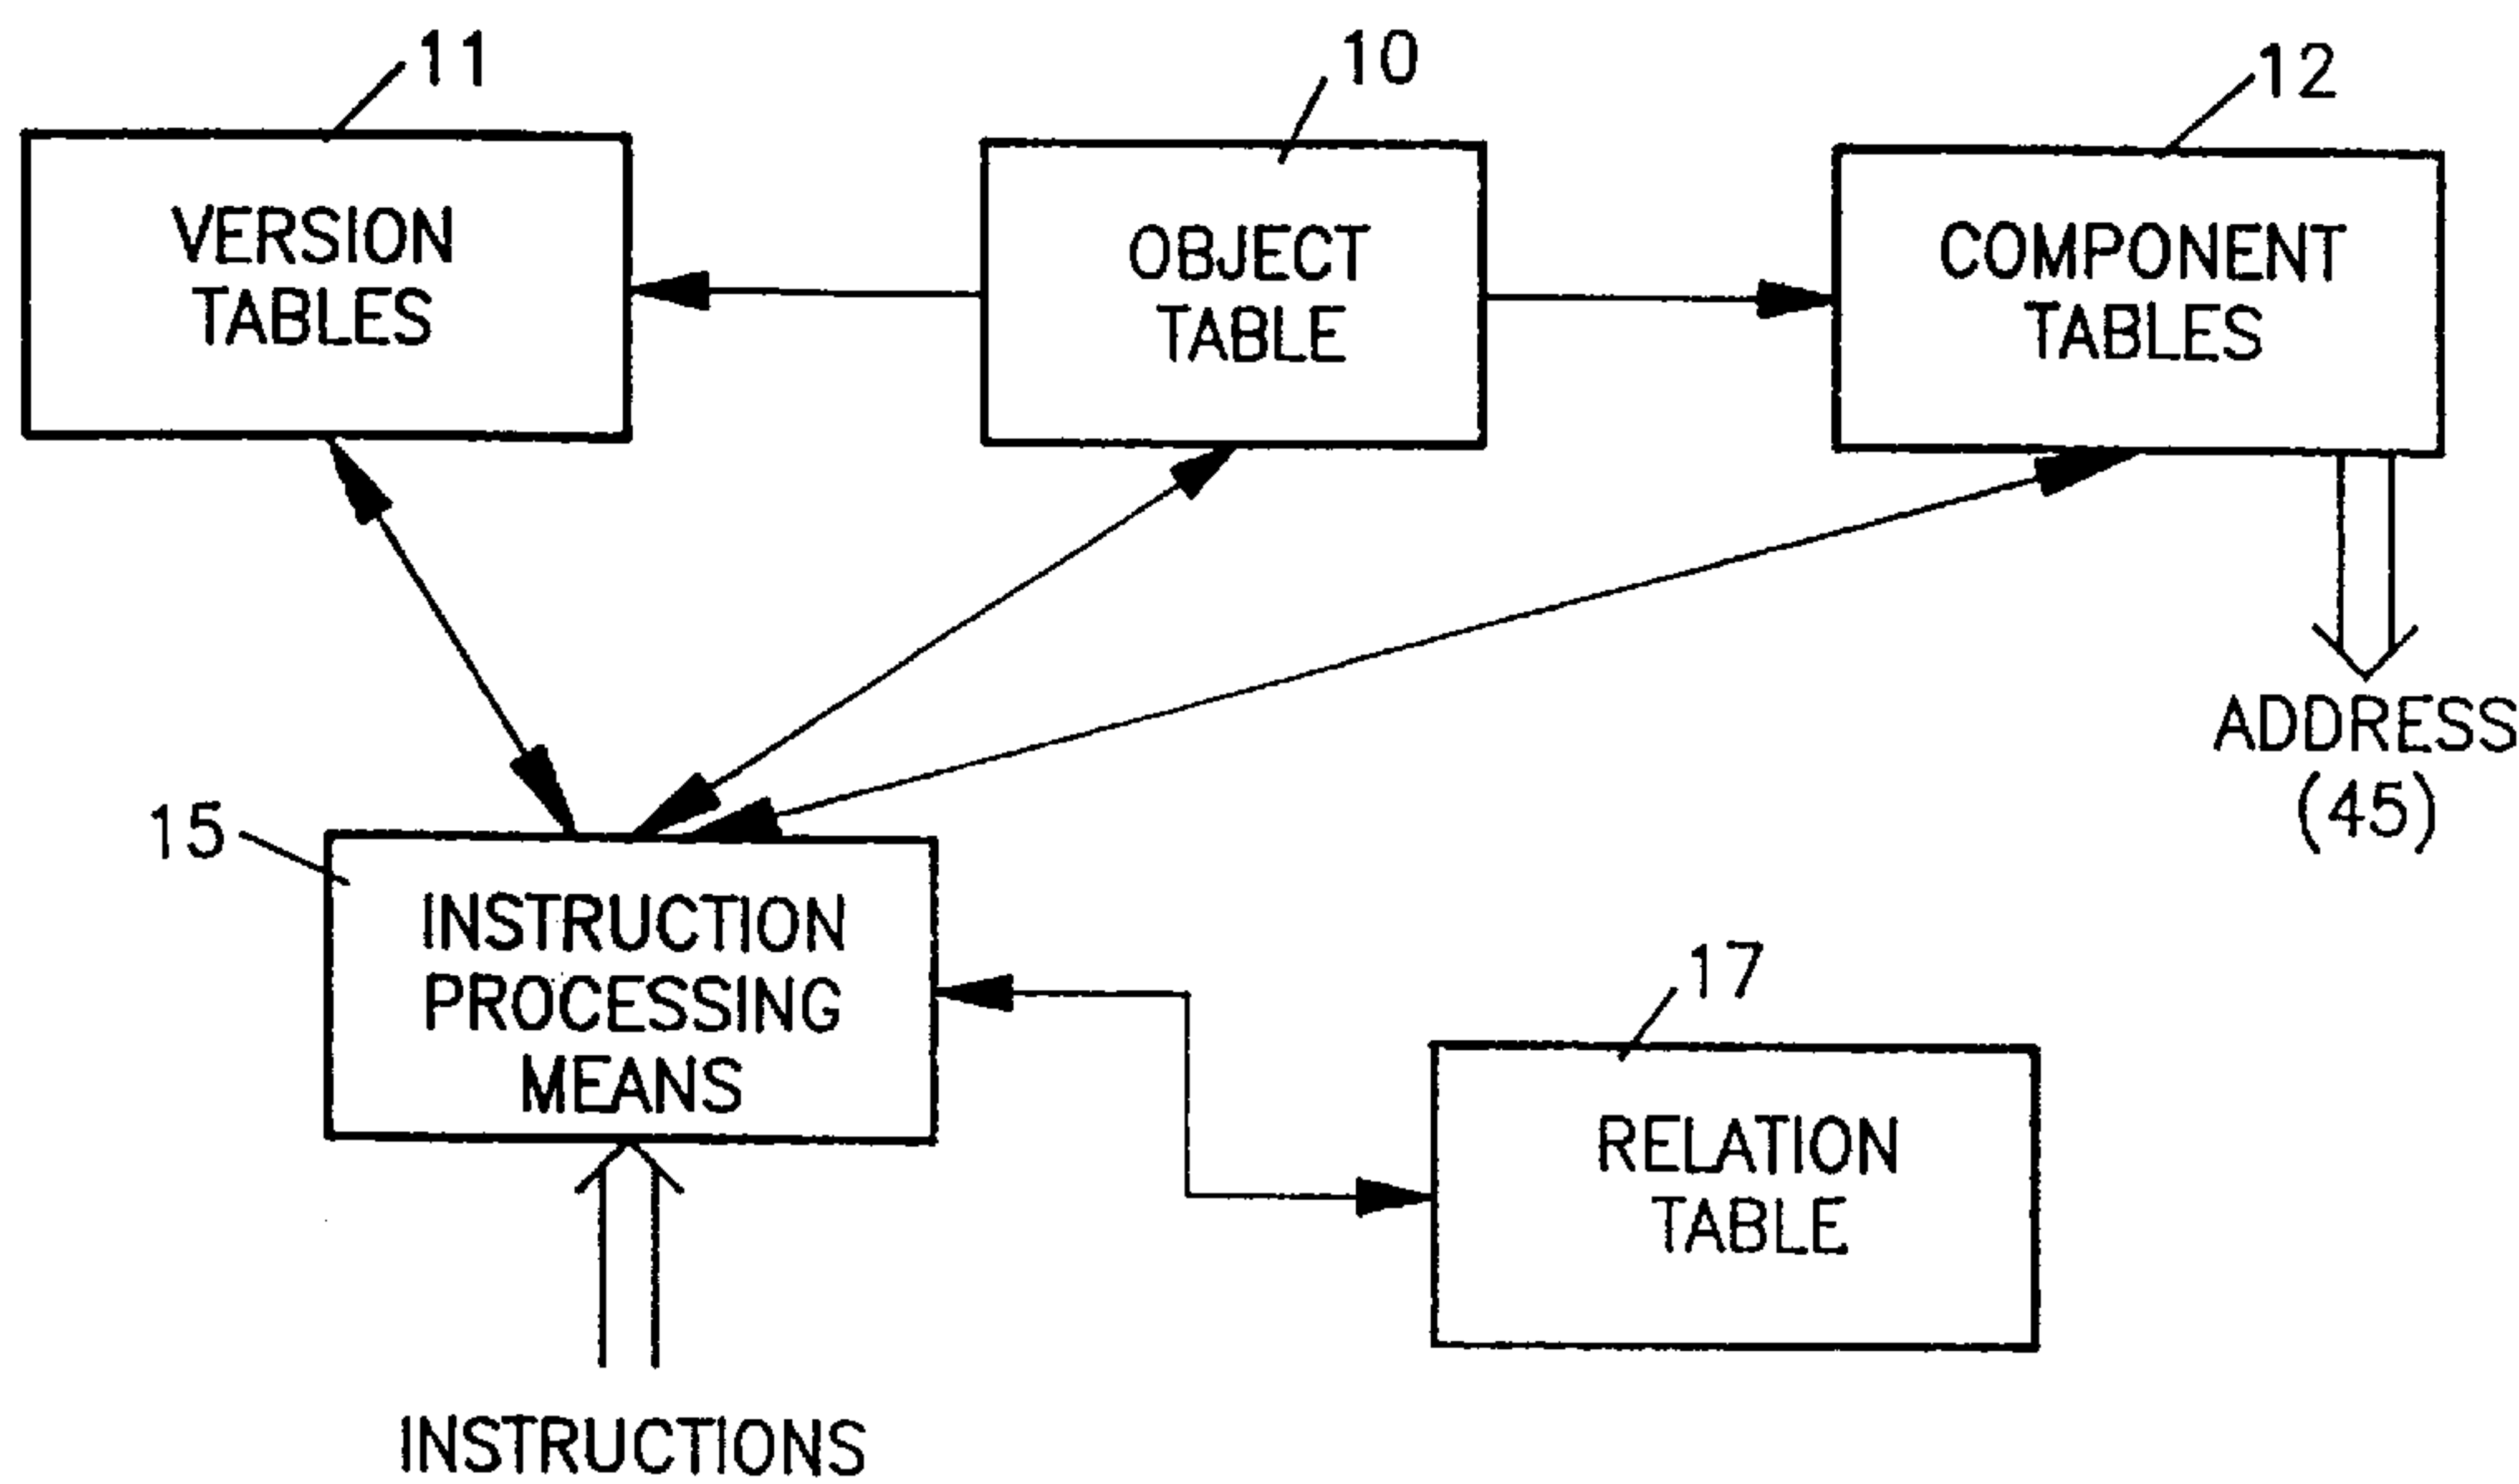 11
10
12
VERSION
TABLES
OBJECT
TABLE
COMPONENT
TABLES
ADDRESS
(45)
15
INSTRUCTION
PROCESSING
MEANS
17
RELATION
TABLE
INSTRUCTIONS